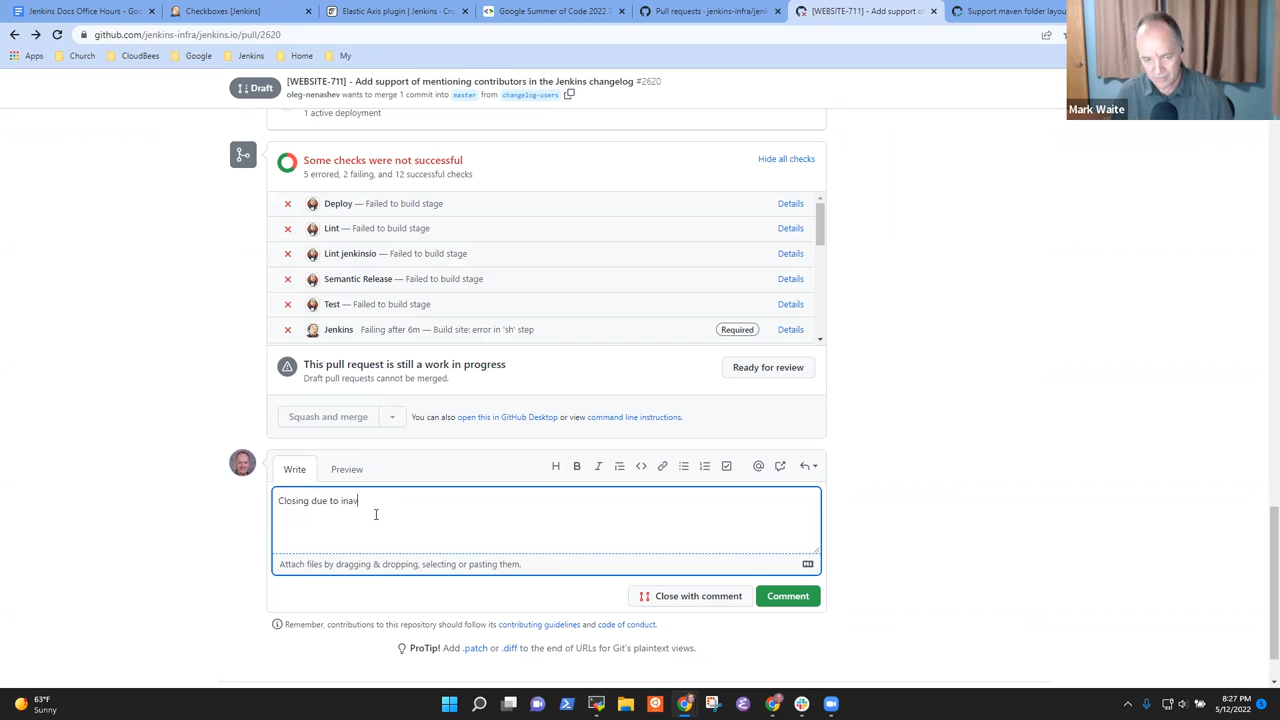 Jenkins Docs Office Hours - Goo
Checkboxes [Jenkins]
Elastic Axis plugin | Jenkins - Cro
Google Summer of Code 2022 T
Pull requests · jenkins-infra/jenkin
[WEBSITE-711] - Add support of
Support maven folder layou
github.com/jenkins-infra/jenkins.io/pull/2620
Apps
Church
CloudBees
Google
Jenkins
Home
My
Mark Waite
Draft
[WEBSITE-711] - Add support of mentioning contributors in the Jenkins changelog #2620
oleg-nenashev wants to merge 1 commit into master from changelog-users
1 active deployment
Some checks were not successful
Hide all checks
5 errored, 2 failing, and 12 successful checks
Deploy — Failed to build stage
Details
Lint — Failed to build stage
Details
Lint jenkinsio — Failed to build stage
Details
Semantic Release — Failed to build stage
Details
Test — Failed to build stage
Details
Jenkins Failing after 6m — Build site: error in 'sh' step
Required
Details
This pull request is still a work in progress
Draft pull requests cannot be merged.
Ready for review
Squash and merge
You can also open this in GitHub Desktop or view command line instructions.
Write
Preview
Closing due to inav
Attach files by dragging & dropping, selecting or pasting them.
Close with comment
Comment
Remember, contributions to this repository should follow its contributing guidelines and code of conduct.
ProTip! Add .patch or .diff to the end of URLs for Git's plaintext views.
63°F
Sunny
8:27 PM
5/12/2022